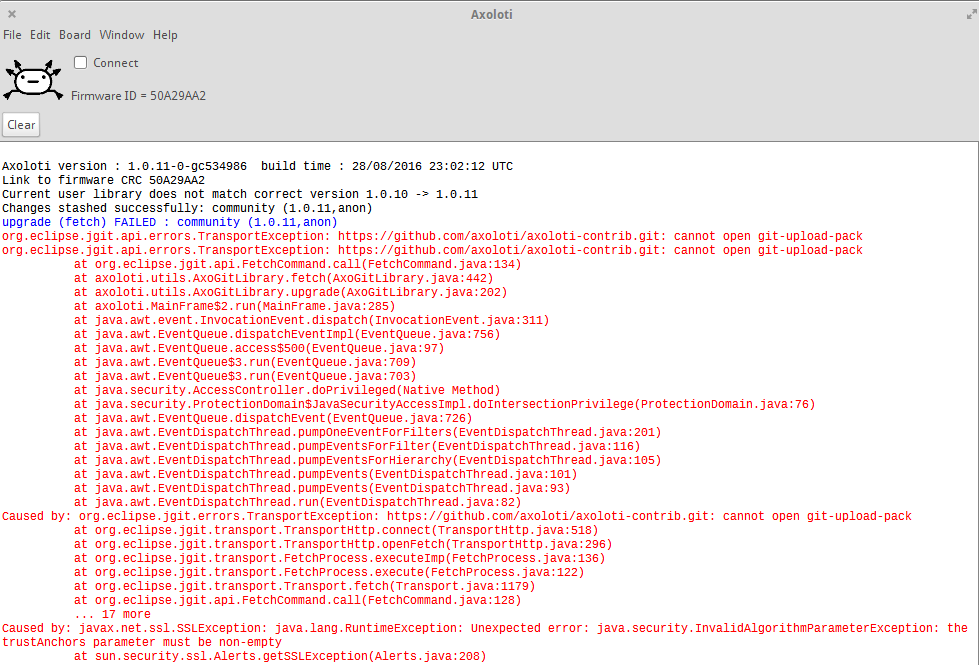 Axoloti
File Edit Board Window Help
Connect
Firmware ID = 50A29AA2
Clear
Axoloti version : 1.0.11-0-gc534986  build time : 28/08/2016 23:02:12 UTC
Link to firmware CRC 50A29AA2
Current user library does not match correct version 1.0.10 -> 1.0.11
Changes stashed successfully: community (1.0.11,anon)
upgrade (fetch) FAILED : community (1.0.11,anon)
org.eclipse.jgit.api.errors.TransportException: https://github.com/axoloti/axoloti-contrib.git: cannot open git-upload-pack
org.eclipse.jgit.api.errors.TransportException: https://github.com/axoloti/axoloti-contrib.git: cannot open git-upload-pack
at org.eclipse.jgit.api.FetchCommand.call(FetchCommand.java:134)
at axoloti.utils.AxoGitLibrary.fetch(AxoGitLibrary.java:442)
at axoloti.utils.AxoGitLibrary.upgrade(AxoGitLibrary.java:202)
at axoloti.MainFrame$2.run(MainFrame.java:285)
at java.awt.event.InvocationEvent.dispatch(InvocationEvent.java:311)
at java.awt.EventQueue.dispatchEventImpl(EventQueue.java:756)
at java.awt.EventQueue.access$500(EventQueue.java:97)
at java.awt.EventQueue$3.run(EventQueue.java:709)
at java.awt.EventQueue$3.run(EventQueue.java:703)
at java.security.AccessController.doPrivileged(Native Method)
at java.security.ProtectionDomain$JavaSecurityAccessImpl.doIntersectionPrivilege(ProtectionDomain.java:76)
at java.awt.EventQueue.dispatchEvent(EventQueue.java:726)
at java.awt.EventDispatchThread.pumpOneEventForFilters(EventDispatchThread.java:201)
at java.awt.EventDispatchThread.pumpEventsForFilter(EventDispatchThread.java:116)
at java.awt.EventDispatchThread.pumpEventsForHierarchy(EventDispatchThread.java:105)
at java.awt.EventDispatchThread.pumpEvents(EventDispatchThread.java:101)
at java.awt.EventDispatchThread.pumpEvents(EventDispatchThread.java:93)
at java.awt.EventDispatchThread.run(EventDispatchThread.java:82)
Caused by: org.eclipse.jgit.errors.TransportException: https://github.com/axoloti/axoloti-contrib.git: cannot open git-upload-pack
at org.eclipse.jgit.transport.TransportHttp.connect(TransportHttp.java:518)
at org.eclipse.jgit.transport.TransportHttp.openFetch(TransportHttp.java:296)
at org.eclipse.jgit.transport.FetchProcess.executeImp(FetchProcess.java:136)
at org.eclipse.jgit.transport.FetchProcess.execute(FetchProcess.java:122)
at org.eclipse.jgit.transport.Transport.fetch(Transport.java:1179)
at org.eclipse.jgit.api.FetchCommand.call(FetchCommand.java:128)
... 17 more
Caused by: javax.net.ssl.SSLException: java.lang.RuntimeException: Unexpected error: java.security.InvalidAlgorithmParameterException: the
trustAnchors parameter must be non-empty
at sun.security.ssl.Alerts.getSSLException(Alerts.java:208)